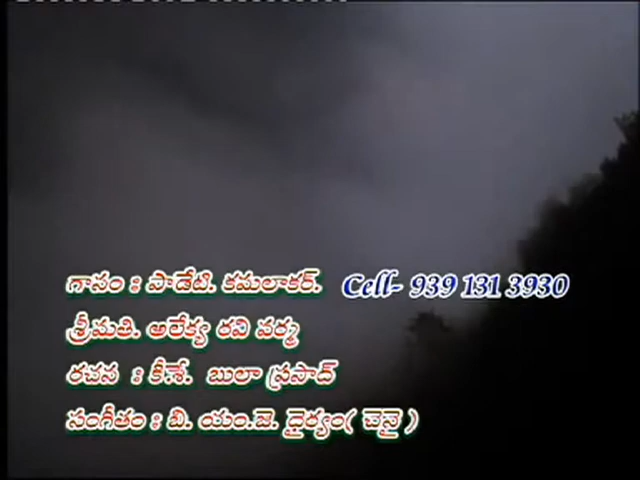 గానం : పాడేటి. కమలాకర్. Cell- 939 131 3930
శ్రీమతి. అలేక్య రవి వర్మ
రచన : కీ.శే. బులా ప్రసాద్
సంగీతం : బి. యం.జె. ధైర్యం( చెనై )